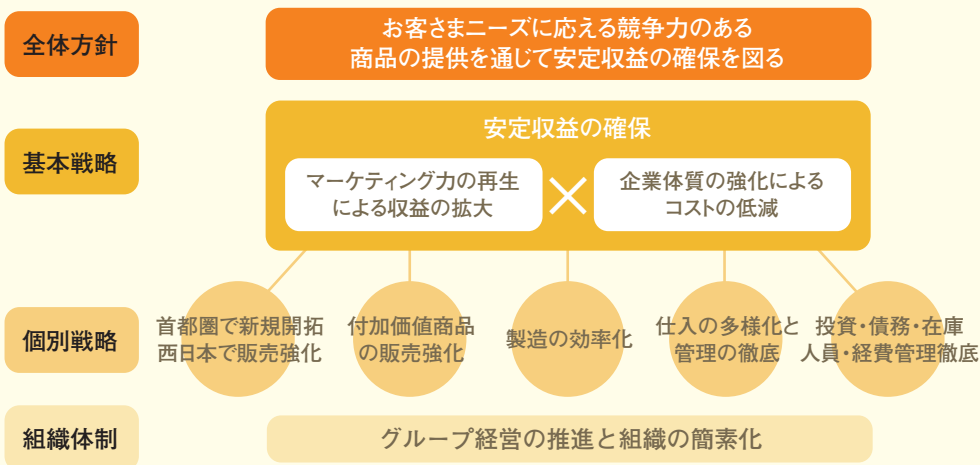 全体方針
お客さまニーズに応える競争力のある
商品の提供を通じて安定収益の確保を図る
基本戦略
安定収益の確保
マーケティング力の再生
による収益の拡大
企業体質の強化による
コストの低減
個別戦略
首都圏で新規開拓
西日本で販売強化
付加価値商品
の販売強化
製造の効率化
仕入の多様化と
管理の徹底
投資・債務・在庫
人員・経費管理徹底
組織体制
グループ経営の推進と組織の簡素化